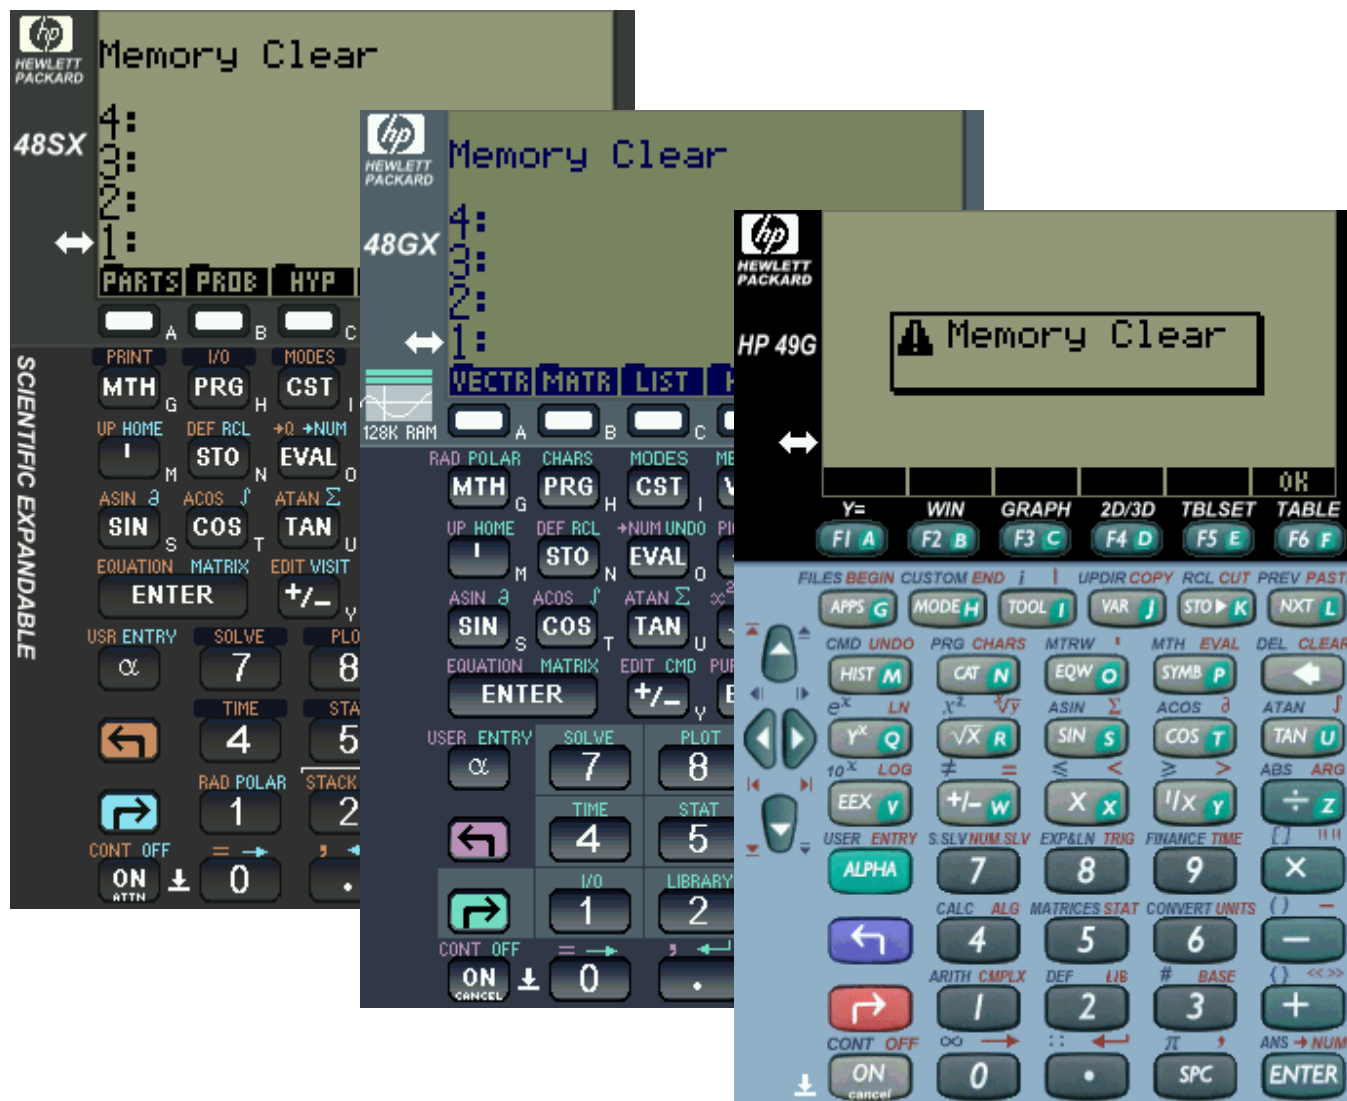 hp
HEWLETT
PACKARD
Memory Clear
48SX
4:
3:
2:
1:
PARTS PROB HYP
A B C
PRINT I/O MODES
MTH G PRG H CST I
UP HOME DEF RCL →Q →NUM
' M STO N EVAL O
ASIN ∂ ACOS ∫ ATAN Σ
SIN S COS T TAN U
EQUATION MATRIX EDIT VISIT
ENTER +/− Y
USR ENTRY SOLVE PLO
α 7 8
TIME STA
4 5
RAD POLAR STACK
1 2
CONT OFF = → ,
ON 0 .
ATTN
SCIENTIFIC EXPANDABLE
hp
HEWLETT
PACKARD
Memory Clear
48GX
4:
3:
2:
1:
VECTR MATR LIST
128K RAM
A B C
RAD POLAR CHARS MODES ME
MTH G PRG H CST I
UP HOME DEF RCL →NUM UNDO PI
' M STO N EVAL O
ASIN ∂ ACOS ∫ ATAN Σ x²
SIN S COS T TAN U
EQUATION MATRIX EDIT CMD PUR
ENTER +/− Y E
USER ENTRY SOLVE PLOT
α 7 8
TIME STAT
4 5
I/O LIBRARY
1 2
CONT OFF = → , ↵
ON 0 .
CANCEL
hp
HEWLETT
PACKARD
HP 49G
Memory Clear
OK
Y= WIN GRAPH 2D/3D TBLSET TABLE
F1 A F2 B F3 C F4 D F5 E F6 F
FILES BEGIN CUSTOM END i | UPDIR COPY RCL CUT PREV PAST
APPS G MODE H TOOL I VAR J STO▶ K NXT L
CMD UNDO PRG CHARS MTRW ' MTH EVAL DEL CLEAR
HIST M CAT N EQW O SYMB P
eˣ LN x² ˣ√y ASIN Σ ACOS ∂ ATAN ∫
Yˣ Q √X R SIN S COS T TAN U
10ˣ LOG ≠ = ≤ < ≥ > ABS ARG
EEX V +/− W X X 1/X Y ÷ Z
USER ENTRY S.SLV NUM.SLV EXP&LN TRIG FINANCE TIME [] "" 
ALPHA 7 8 9 ×
CALC ALG MATRICES STAT CONVERT UNITS () _
4 5 6 −
ARITH CMPLX DEF LIB # BASE {} «»
1 2 3 +
CONT OFF ∞ → :: ↵ π , ANS →NUM
ON 0 . SPC ENTER
cancel